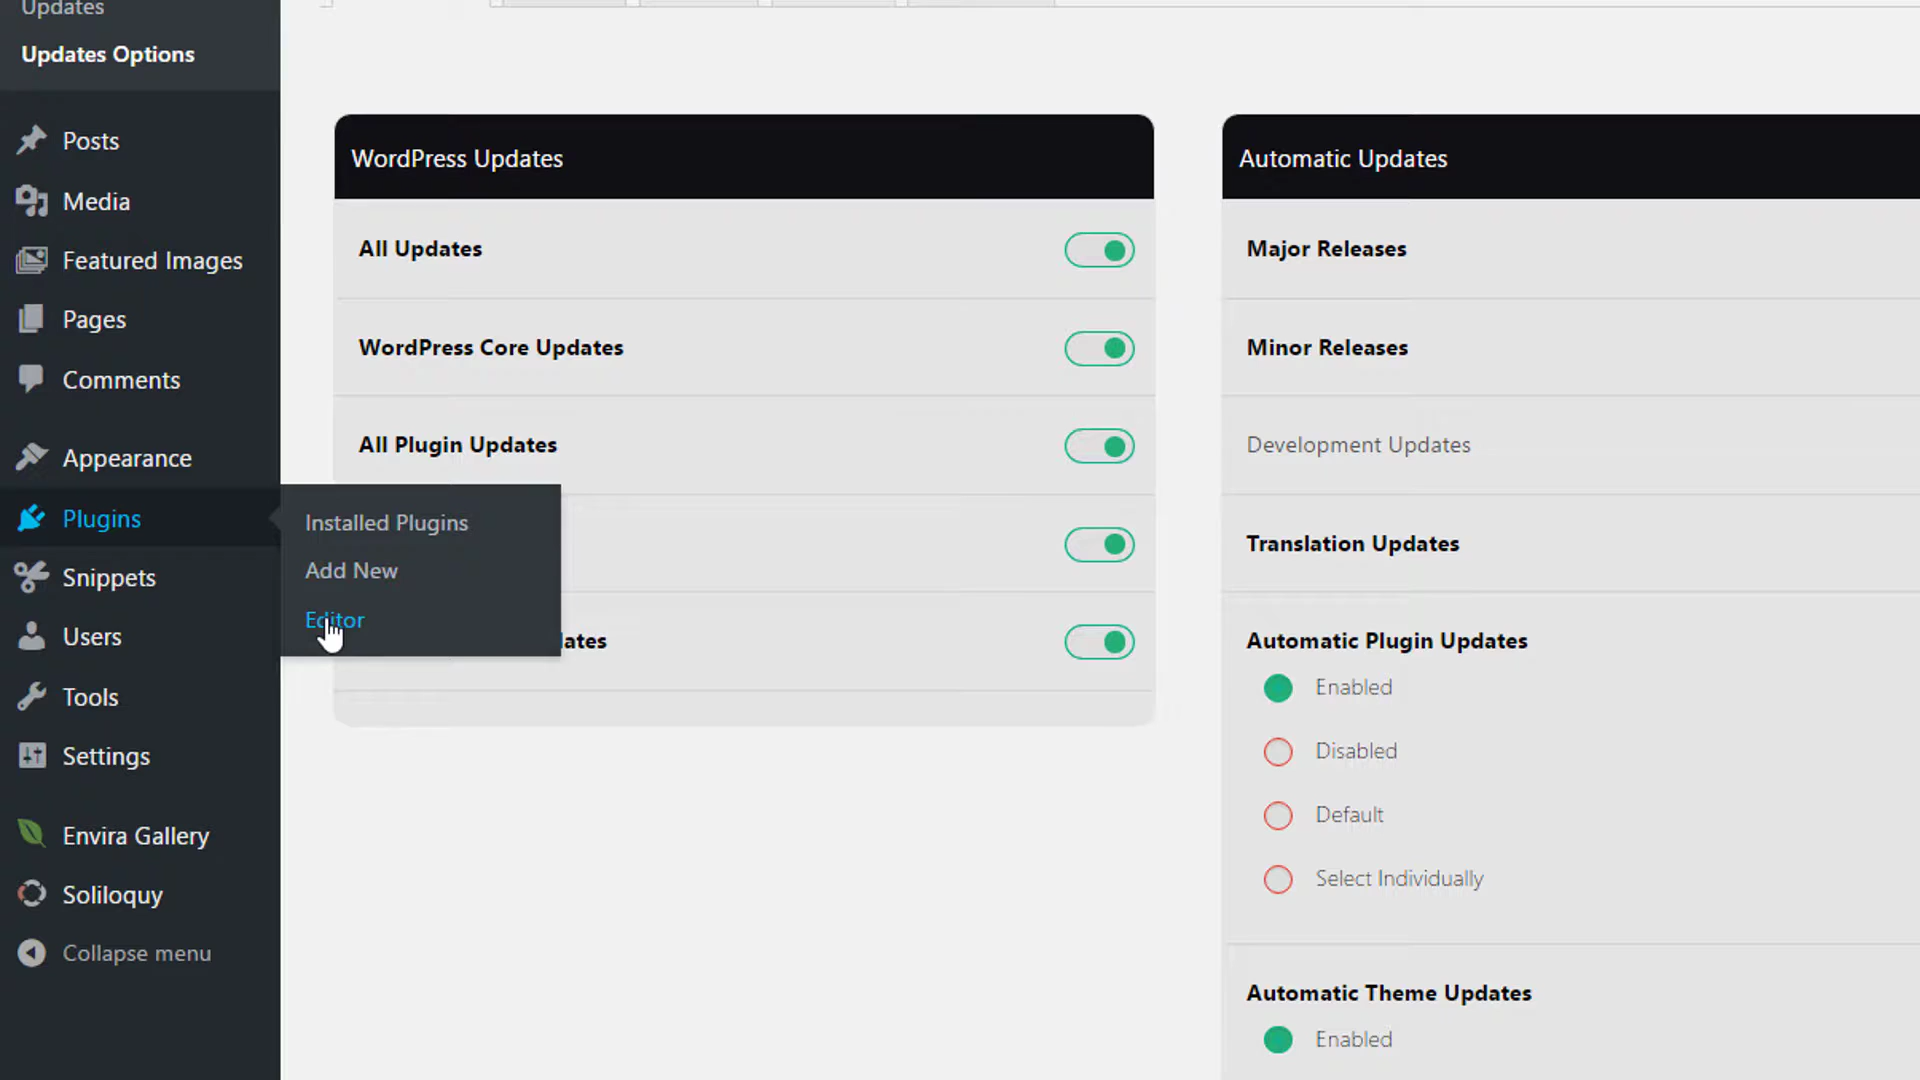 Updates
Updates Options
Posts
Media
Featured Images
Pages
Comments
Appearance
Plugins
Snippets
Users
Tools
Settings
Envira Gallery
Soliloquy
Collapse menu
Installed Plugins
Add New
Editor
WordPress Updates
All Updates
WordPress Core Updates
All Plugin Updates
Automatic Updates
Major Releases
Minor Releases
Development Updates
Translation Updates
Automatic Plugin Updates
Enabled
Disabled
Default
Select Individually
Automatic Theme Updates
Enabled